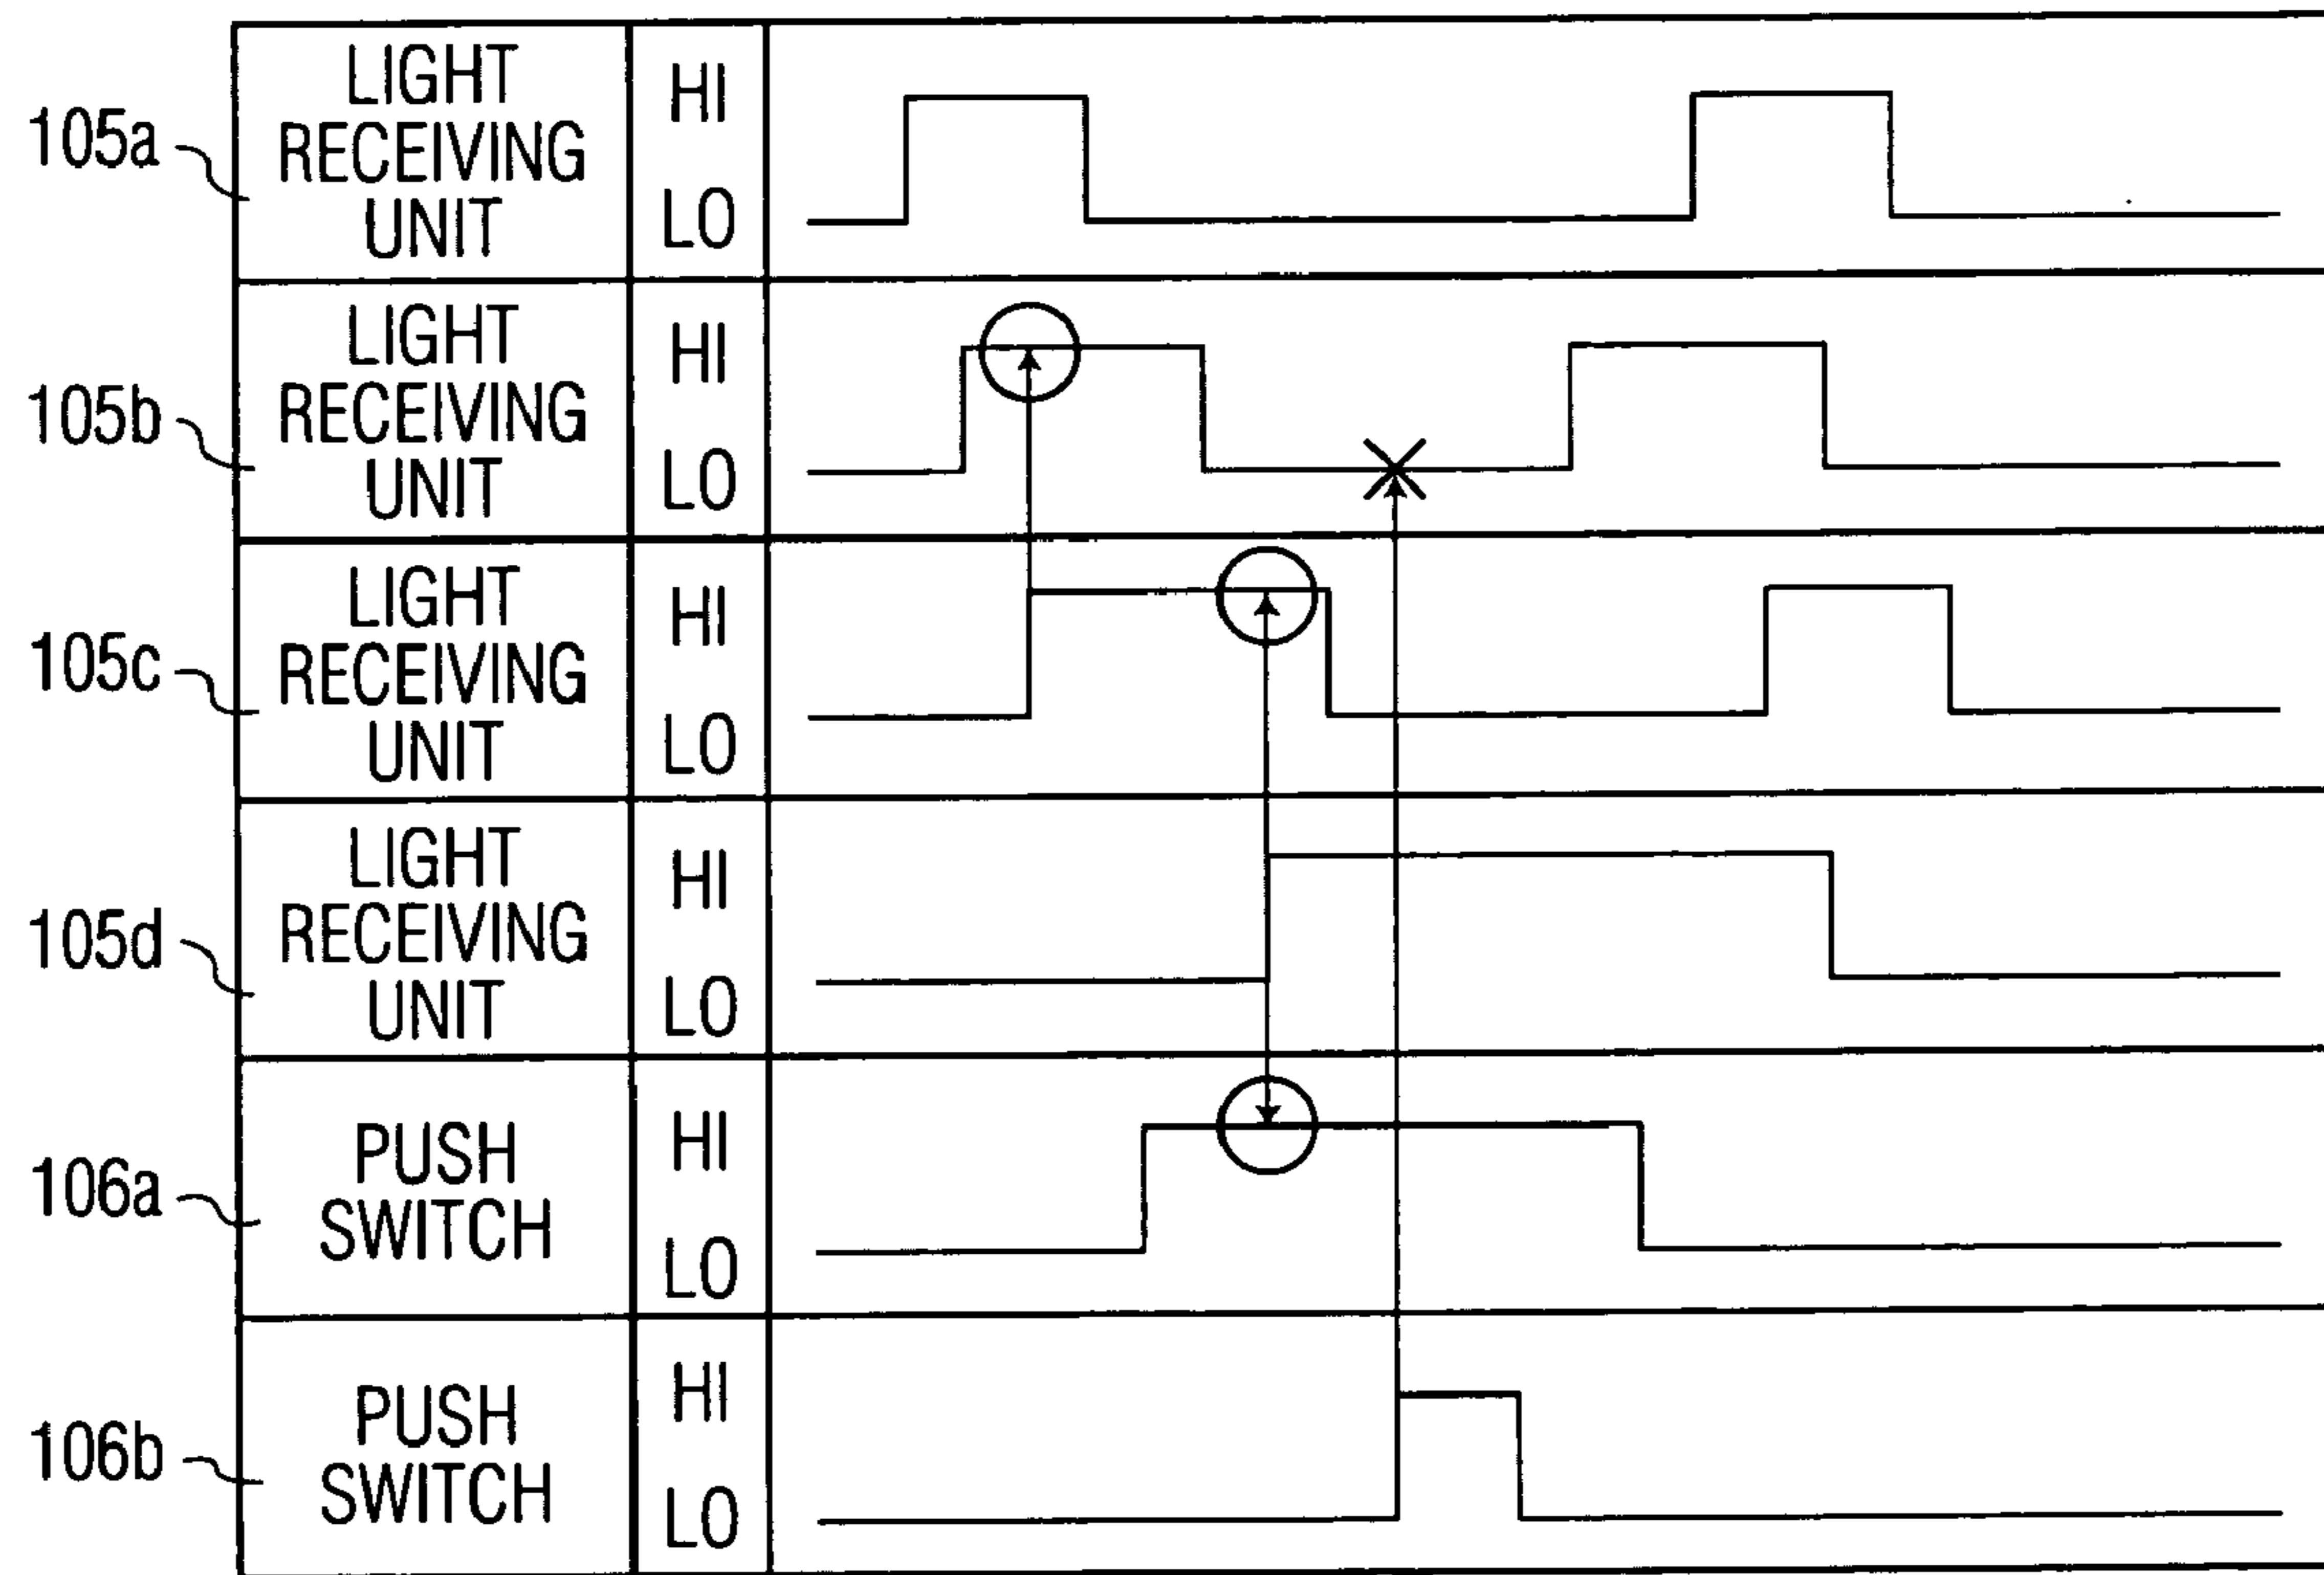 105a
LIGHT
RECEIVING
UNIT
HI
LO
105b
LIGHT
RECEIVING
UNIT
HI
LO
105c
LIGHT
RECEIVING
UNIT
HI
LO
105d
LIGHT
RECEIVING
UNIT
HI
LO
106a
PUSH
SWITCH
HI
LO
106b
PUSH
SWITCH
HI
LO